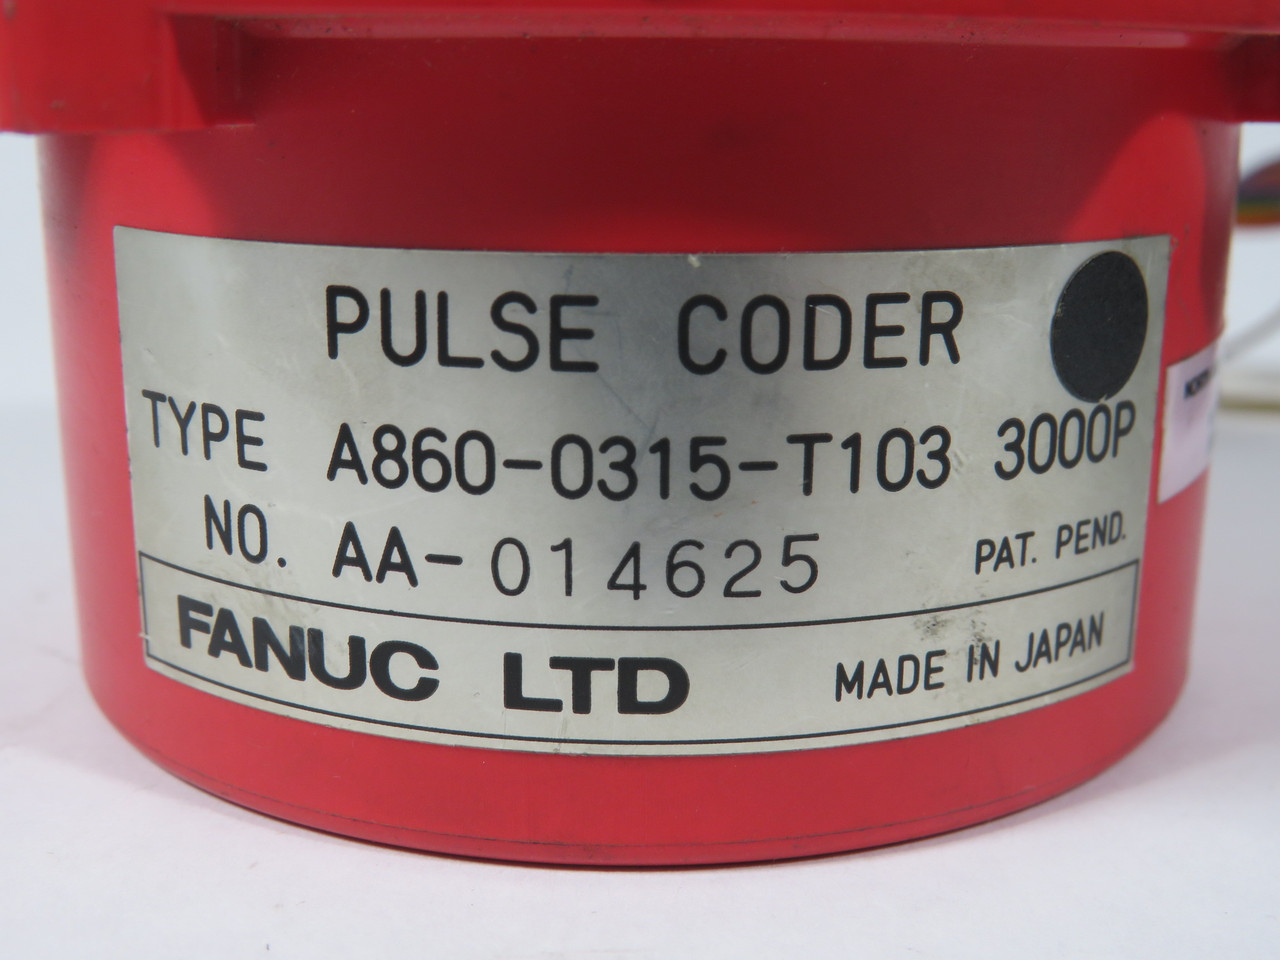 PULSE CODER
TYPE A860-0315-T103 3000P
NO. AA-014625 PAT. PEND.
FANUC LTD MADE IN JAPAN